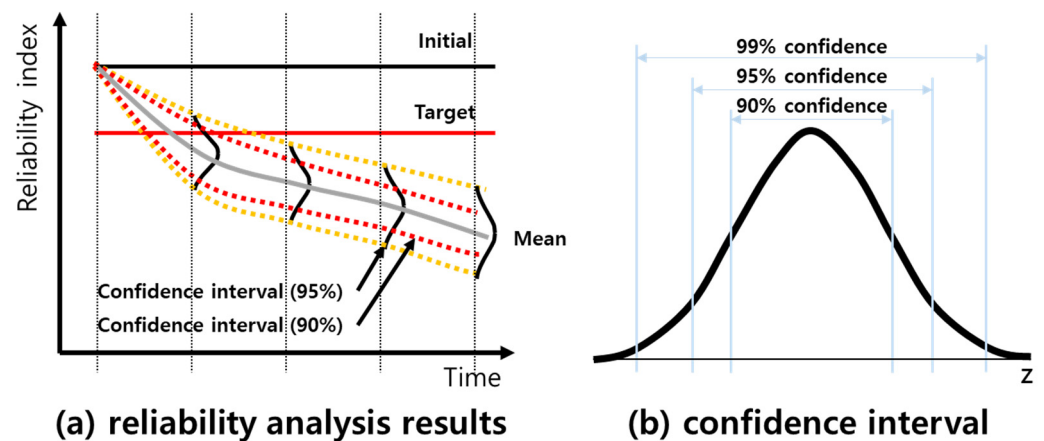 Reliability index
Initial
Target
Mean
Confidence interval (95%)
Confidence interval (90%)
Time
(a) reliability analysis results
99% confidence
95% confidence
90% confidence
z
(b) confidence interval